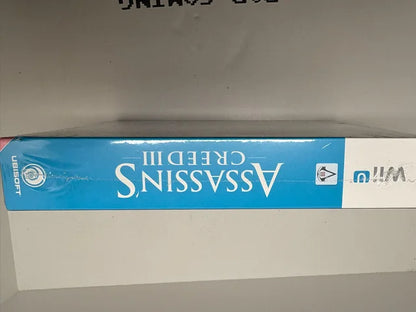 Wii U
ASSASSIN'S
CREED III
UBISOFT